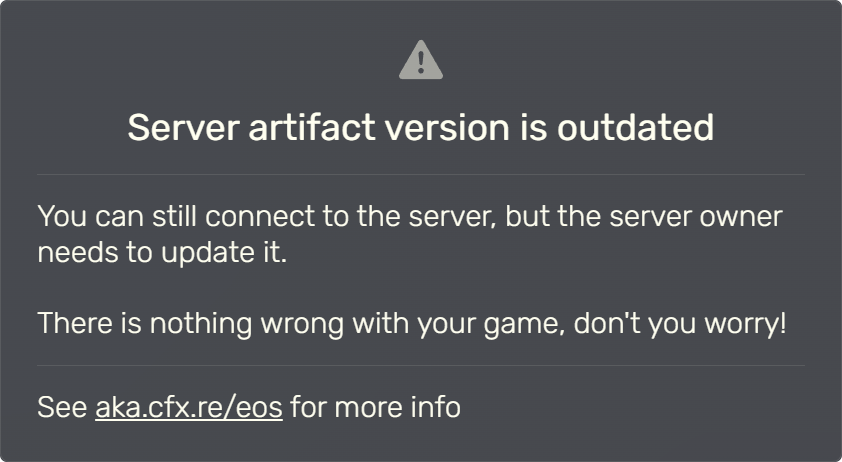 Server artifact version is outdated
You can still connect to the server, but the server owner
needs to update it.
There is nothing wrong with your game, don't you worry!
See aka.cfx.re/eos for more info